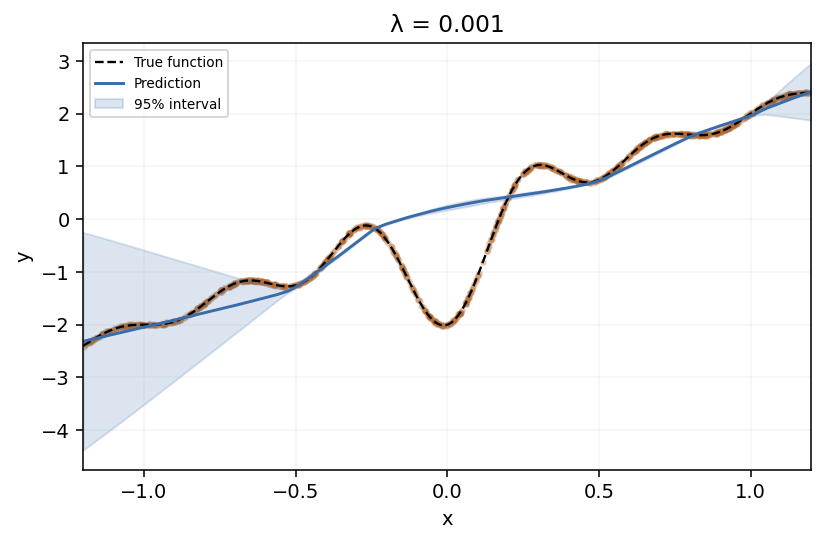 λ = 0.001
True function
Prediction
95% interval
3
2
1
0
−1
−2
−3
−4
y
−1.0 −0.5 0.0 0.5 1.0
x